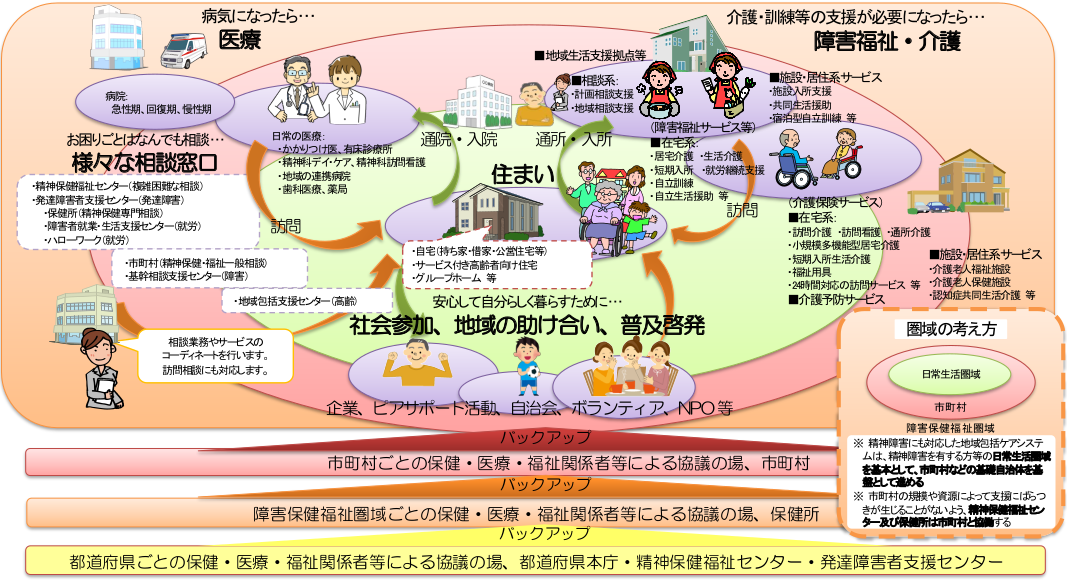 病気になったら…
医療
介護・訓練等の支援が必要になったら…
障害福祉・介護
病院:
急性期、回復期、慢性期
日常の医療:
・かかりつけ医、有床診療所
・精神科デイ・ケア、精神科訪問看護
・地域の連携病院
・歯科医療、薬局
通院・入院
通所・入所
■地域生活支援拠点等
■相談系:
・計画相談支援
・地域相談支援
■施設・居住系サービス
・施設入所支援
・共同生活援助
・宿泊型自立訓練 等
(障害福祉サービス等)
■在宅系:
・居宅介護 ・生活介護
・短期入所 ・就労継続支援
・自立訓練
・自立生活援助 等
お困りごとはなんでも相談…
様々な相談窓口
・精神保健福祉センター(複雑困難な相談)
・発達障害者支援センター(発達障害)
・保健所(精神保健専門相談)
・障害者就業・生活支援センター(就労)
・ハローワーク(就労)
・市町村(精神保健・福祉一般相談)
・基幹相談支援センター(障害)
・地域包括支援センター(高齢)
訪問
住まい
訪問
・自宅(持ち家・借家・公営住宅等)
・サービス付き高齢者向け住宅
・グループホーム 等
(介護保険サービス)
■在宅系:
・訪問介護 ・訪問看護 ・通所介護
・小規模多機能型居宅介護
・短期入所生活介護
・福祉用具
・24時間対応の訪問サービス 等
■介護予防サービス
■施設・居住系サービス
・介護老人福祉施設
・介護老人保健施設
・認知症共同生活介護 等
相談業務やサービスの
コーディネートを行います。
訪問相談にも対応します。
安心して自分らしく暮らすために…
社会参加、地域の助け合い、普及啓発
企業、ピアサポート活動、自治会、ボランティア、NPO 等
圏域の考え方
日常生活圏域
市町村
障害保健福祉圏域
※ 精神障害にも対応した地域包括ケアシステ
ムは、精神障害を有する方等の日常生活圏域
を基本として、市町村などの基礎自治体を基
盤として進める
※ 市町村の規模や資源によって支援にばらつ
きが生じることがないよう、精神保健福祉セン
ター及び保健所は市町村と協働する
バックアップ
市町村ごとの保健・医療・福祉関係者等による協議の場、市町村
バックアップ
障害保健福祉圏域ごとの保健・医療・福祉関係者等による協議の場、保健所
バックアップ
都道府県ごとの保健・医療・福祉関係者等による協議の場、都道府県本庁・精神保健福祉センター・発達障害者支援センター